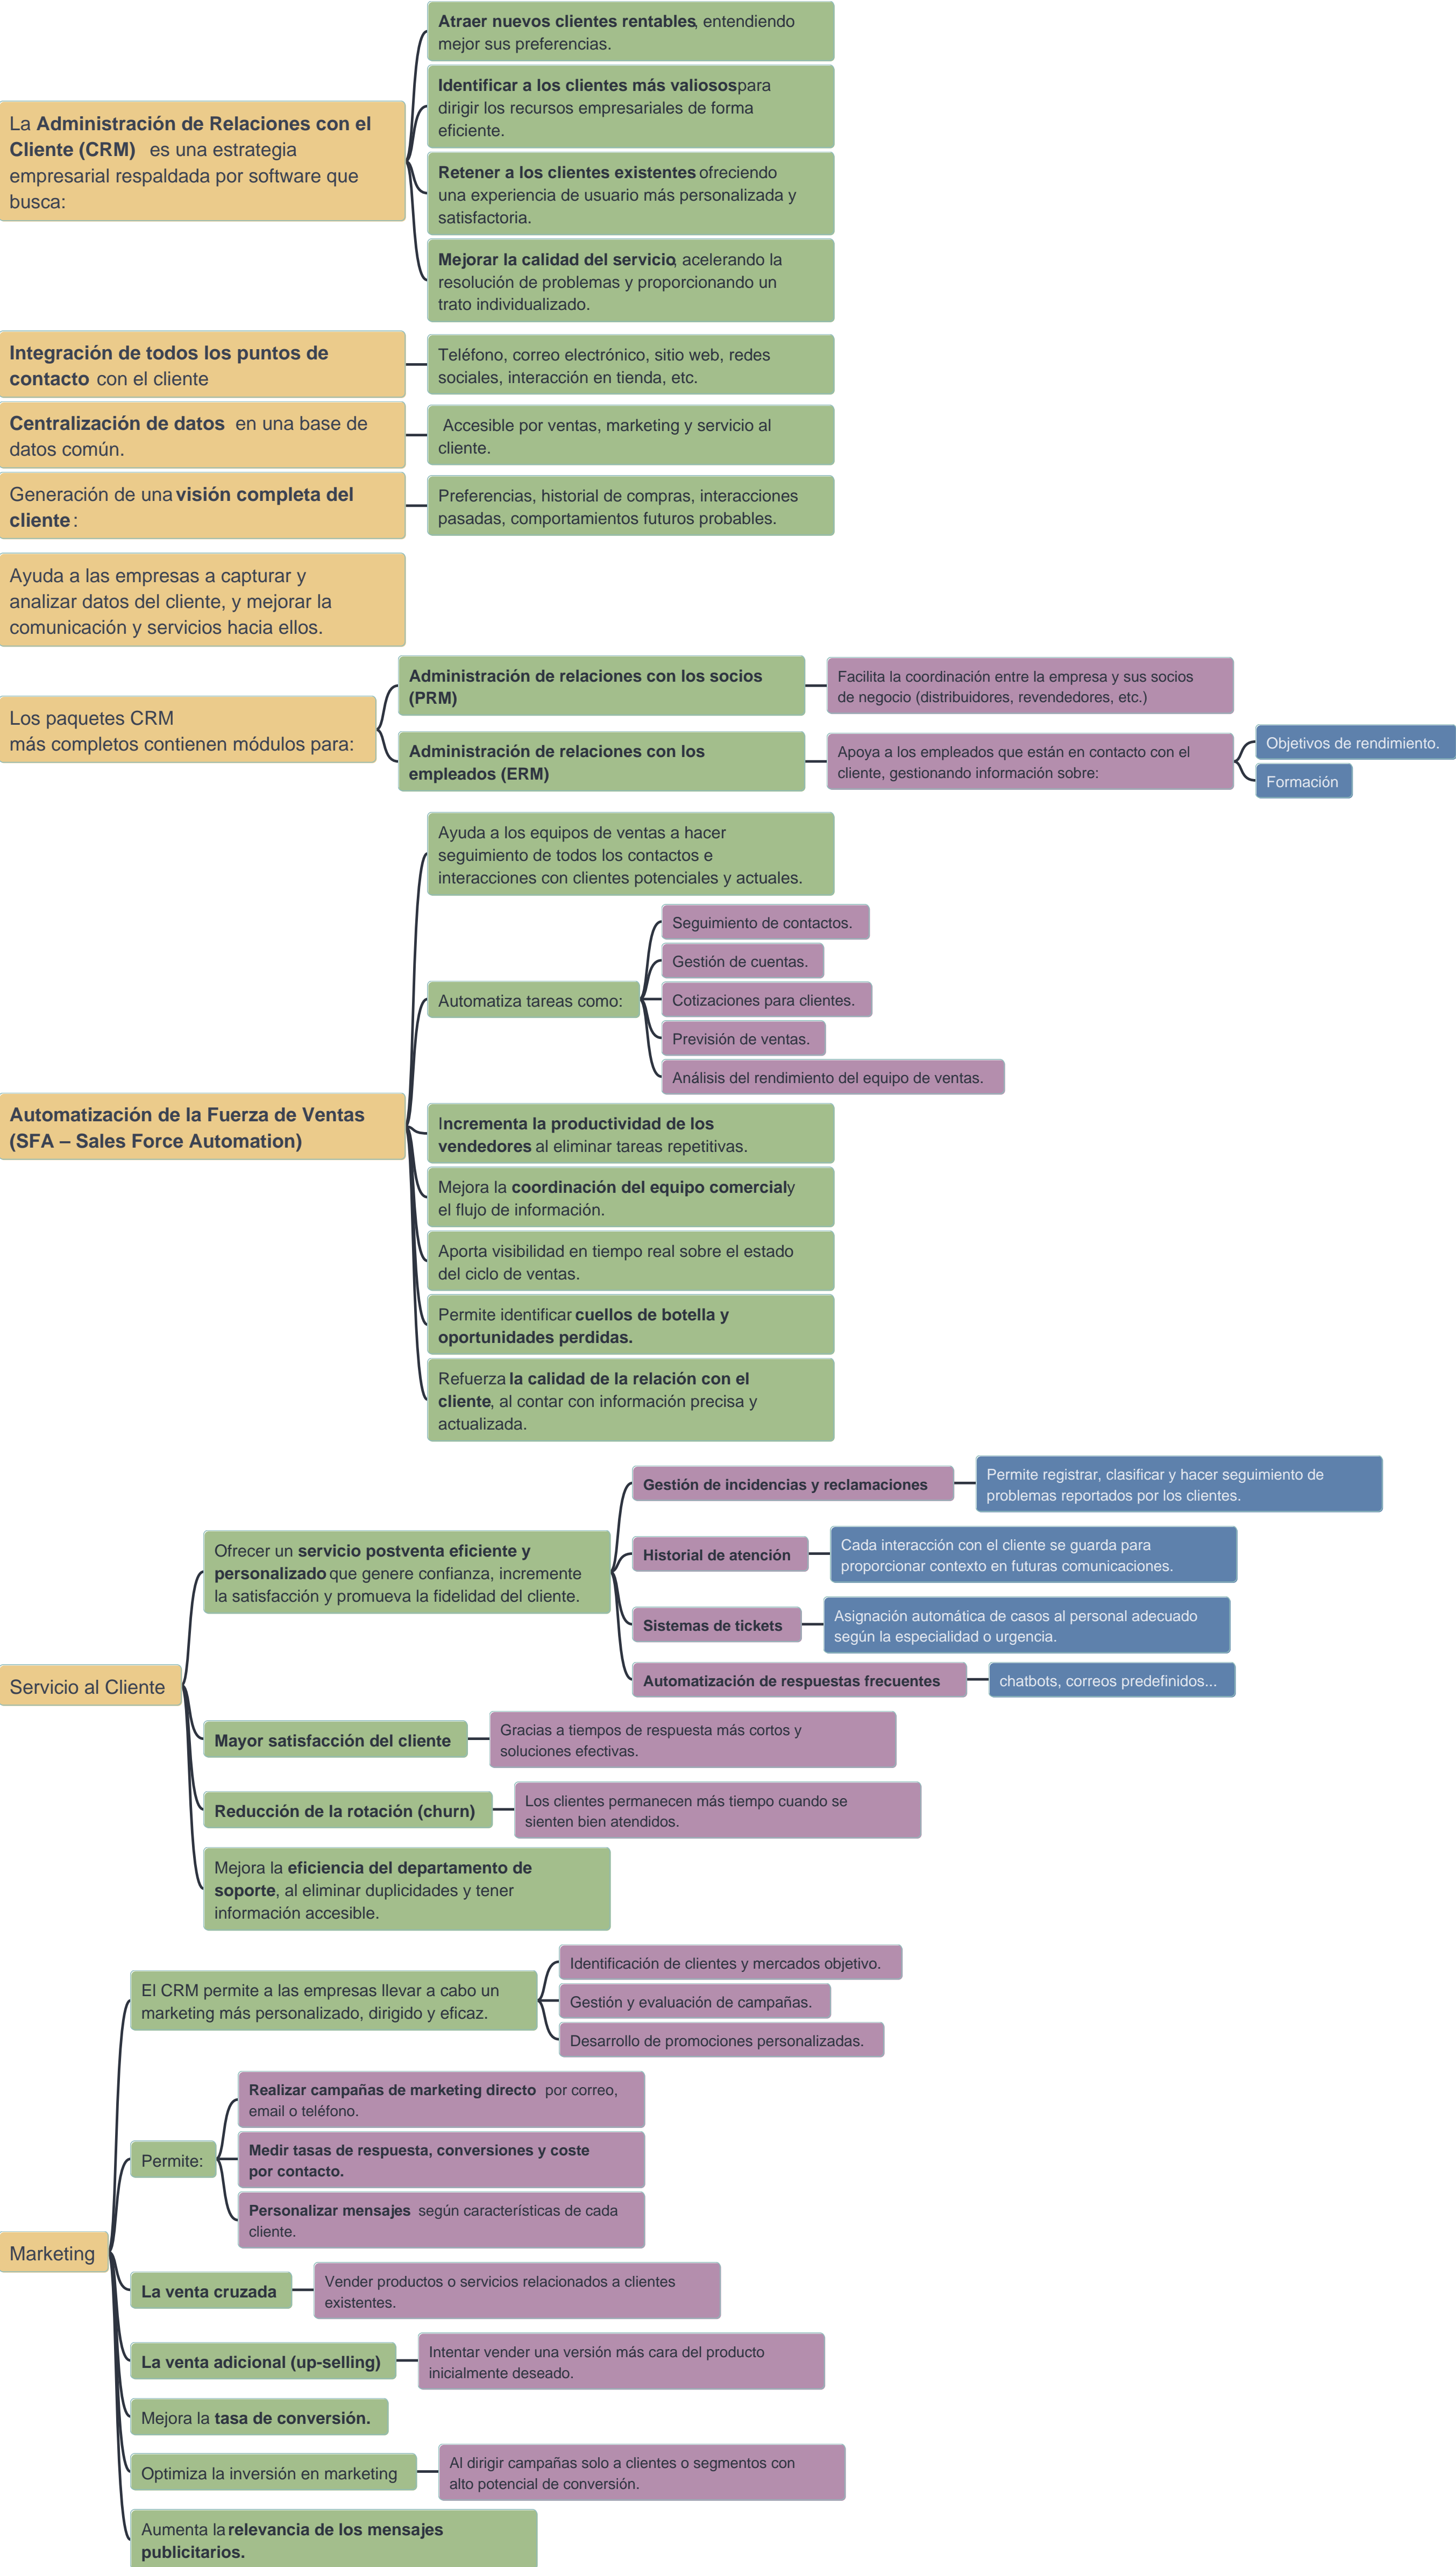 La Administración de Relaciones con el
Cliente (CRM) es una estrategia
empresarial respaldada por software que
busca:
Atraer nuevos clientes rentables, entendiendo
mejor sus preferencias.
Identificar a los clientes más valiosos para
dirigir los recursos empresariales de forma
eficiente.
Retener a los clientes existentes ofreciendo
una experiencia de usuario más personalizada y
satisfactoria.
Mejorar la calidad del servicio, acelerando la
resolución de problemas y proporcionando un
trato individualizado.
Integración de todos los puntos de
contacto con el cliente
Teléfono, correo electrónico, sitio web, redes
sociales, interacción en tienda, etc.
Centralización de datos en una base de
datos común.
Accesible por ventas, marketing y servicio al
cliente.
Generación de una visión completa del
cliente:
Preferencias, historial de compras, interacciones
pasadas, comportamientos futuros probables.
Ayuda a las empresas a capturar y
analizar datos del cliente, y mejorar la
comunicación y servicios hacia ellos.
Los paquetes CRM
más completos contienen módulos para:
Administración de relaciones con los socios
(PRM)
Facilita la coordinación entre la empresa y sus socios
de negocio (distribuidores, revendedores, etc.)
Administración de relaciones con los
empleados (ERM)
Apoya a los empleados que están en contacto con el
cliente, gestionando información sobre:
Objetivos de rendimiento.
Formación
Automatización de la Fuerza de Ventas
(SFA – Sales Force Automation)
Ayuda a los equipos de ventas a hacer
seguimiento de todos los contactos e
interacciones con clientes potenciales y actuales.
Automatiza tareas como:
Seguimiento de contactos.
Gestión de cuentas.
Cotizaciones para clientes.
Previsión de ventas.
Análisis del rendimiento del equipo de ventas.
Incrementa la productividad de los
vendedores al eliminar tareas repetitivas.
Mejora la coordinación del equipo comercial y
el flujo de información.
Aporta visibilidad en tiempo real sobre el estado
del ciclo de ventas.
Permite identificar cuellos de botella y
oportunidades perdidas.
Refuerza la calidad de la relación con el
cliente, al contar con información precisa y
actualizada.
Servicio al Cliente
Ofrecer un servicio postventa eficiente y
personalizado que genere confianza, incremente
la satisfacción y promueva la fidelidad del cliente.
Gestión de incidencias y reclamaciones
Permite registrar, clasificar y hacer seguimiento de
problemas reportados por los clientes.
Historial de atención
Cada interacción con el cliente se guarda para
proporcionar contexto en futuras comunicaciones.
Sistemas de tickets
Asignación automática de casos al personal adecuado
según la especialidad o urgencia.
Automatización de respuestas frecuentes
chatbots, correos predefinidos...
Mayor satisfacción del cliente
Gracias a tiempos de respuesta más cortos y
soluciones efectivas.
Reducción de la rotación (churn)
Los clientes permanecen más tiempo cuando se
sienten bien atendidos.
Mejora la eficiencia del departamento de
soporte, al eliminar duplicidades y tener
información accesible.
Marketing
El CRM permite a las empresas llevar a cabo un
marketing más personalizado, dirigido y eficaz.
Identificación de clientes y mercados objetivo.
Gestión y evaluación de campañas.
Desarrollo de promociones personalizadas.
Permite:
Realizar campañas de marketing directo por correo,
email o teléfono.
Medir tasas de respuesta, conversiones y coste
por contacto.
Personalizar mensajes según características de cada
cliente.
La venta cruzada
Vender productos o servicios relacionados a clientes
existentes.
La venta adicional (up-selling)
Intentar vender una versión más cara del producto
inicialmente deseado.
Mejora la tasa de conversión.
Optimiza la inversión en marketing
Al dirigir campañas solo a clientes o segmentos con
alto potencial de conversión.
Aumenta la relevancia de los mensajes
publicitarios.